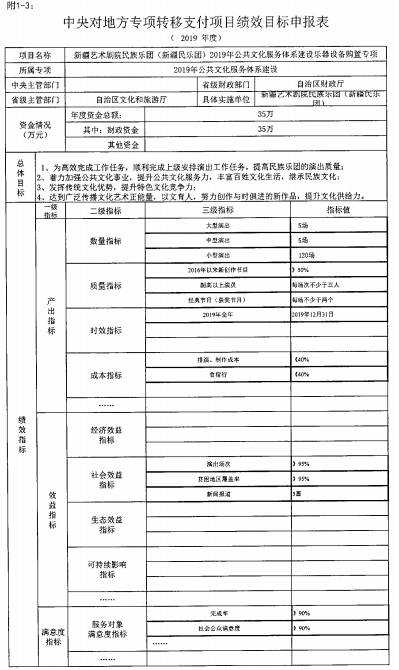 附1-3：
中央对地方专项转移支付项目绩效目标申报表
（ 2019 年度）
项目名称 新疆艺术剧院民族乐团（新疆民乐团）2019年公共文化服务体系建设乐器设备购置专项
所属专项 2019年公共文化服务体系建设
中央主管部门 省级财政部门 自治区财政厅
省级主管部门 自治区文化和旅游厅 具体实施单位 新疆艺术剧院民族乐团（新疆民乐团）
资金情况（万元） 年度资金总额： 35万
其中：财政资金 35万
其他资金
总体目标
1、为高效完成工作任务，顺利完成上级安排演出工作任务，提高民族乐团的演出质量；
2、着力加强公共文化事业，提升公共文化服务力，丰富百姓文化生活，继承民族文化；
3、发挥传统文化优势，提升特色文化竞争力；
4、达到广泛传播文化艺术正能量，以文育人，努力创作与时俱进的新作品，提升文化供给力。
绩效指标
一级指标 二级指标 三级指标 指标值
产出指标
数量指标 大型演出 5场
中型演出 5场
小型演出 120场
质量指标 2016年以来新创作节目 》50%
副高以上演员 每场次不少于三人
经典节目（获奖节目） 每场不少于两个
时效指标 2019年全年 2019年12月31日
成本指标 排演、制作成本 《40%
食宿行 《40%
……
效益指标
经济效益指标
社会效益指标 演出场次 》95%
贫困地区覆盖率 》95%
新闻报道 5篇
生态效益指标
可持续影响指标
……
满意度指标
服务对象满意度指标 完成率 》90%
社会公众满意度 》90%
……
……